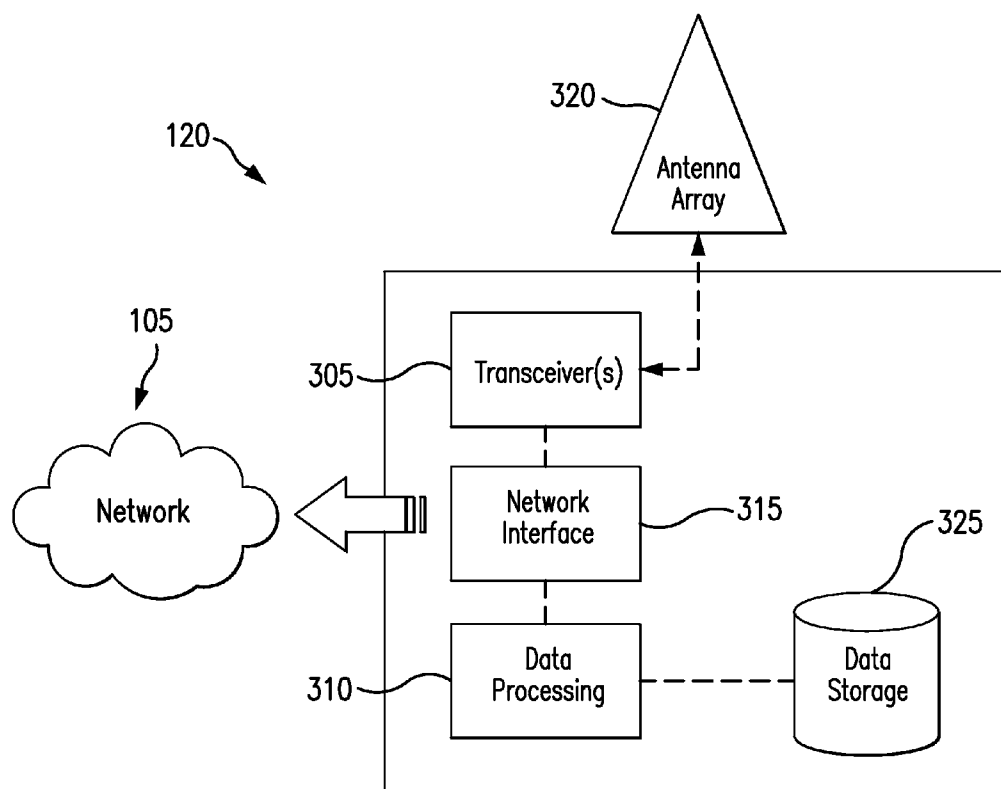 320
120
Antenna
Array
105
305
Transceiver(s)
Network
Network
Interface
315
325
310
Data
Processing
Data
Storage